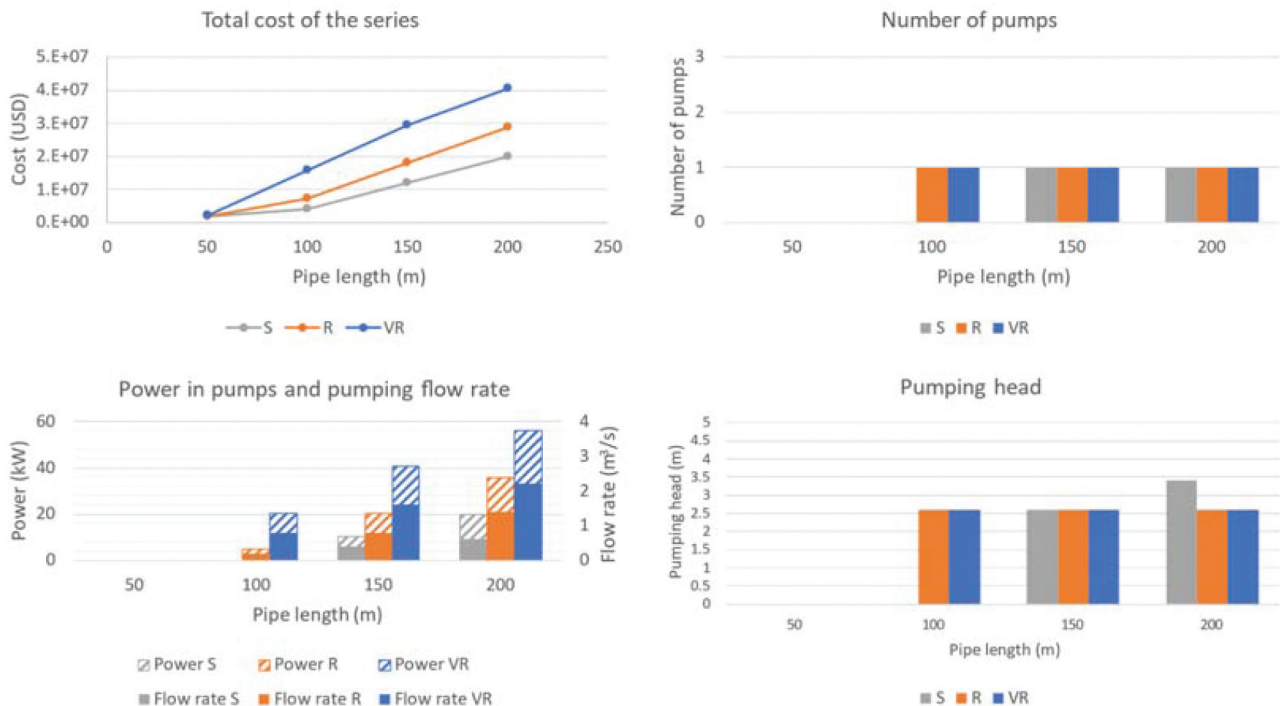 Total cost of the series
5.E+07
4.E+07
3.E+07
2.E+07
1.E+07
0.E+00
Cost (USD)
0 50 100 150 200 250
Pipe length (m)
S R VR
Number of pumps
3
2
1
0
Number of pumps
50 100 150 200
Pipe length (m)
S R VR
Power in pumps and pumping flow rate
60
40
20
0
Power (kW)
4
3
2
1
0
Flow rate (m³/s)
50 100 150 200
Pipe length (m)
Power S Power R Power VR
Flow rate S Flow rate R Flow rate VR
Pumping head
5
4.5
4
3.5
3
2.5
2
1.5
1
0.5
0
Pumping head (m)
50 100 150 200
Pipe length (m)
S R VR